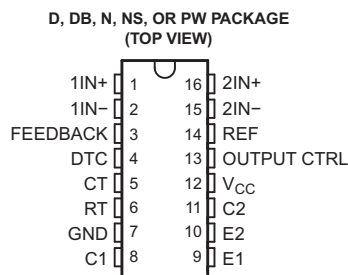 D, DB, N, NS, OR PW PACKAGE
(TOP VIEW)
1IN+ 1 16 2IN+
1IN− 2 15 2IN−
FEEDBACK 3 14 REF
DTC 4 13 OUTPUT CTRL
CT 5 12 VCC
RT 6 11 C2
GND 7 10 E2
C1 8 9 E1